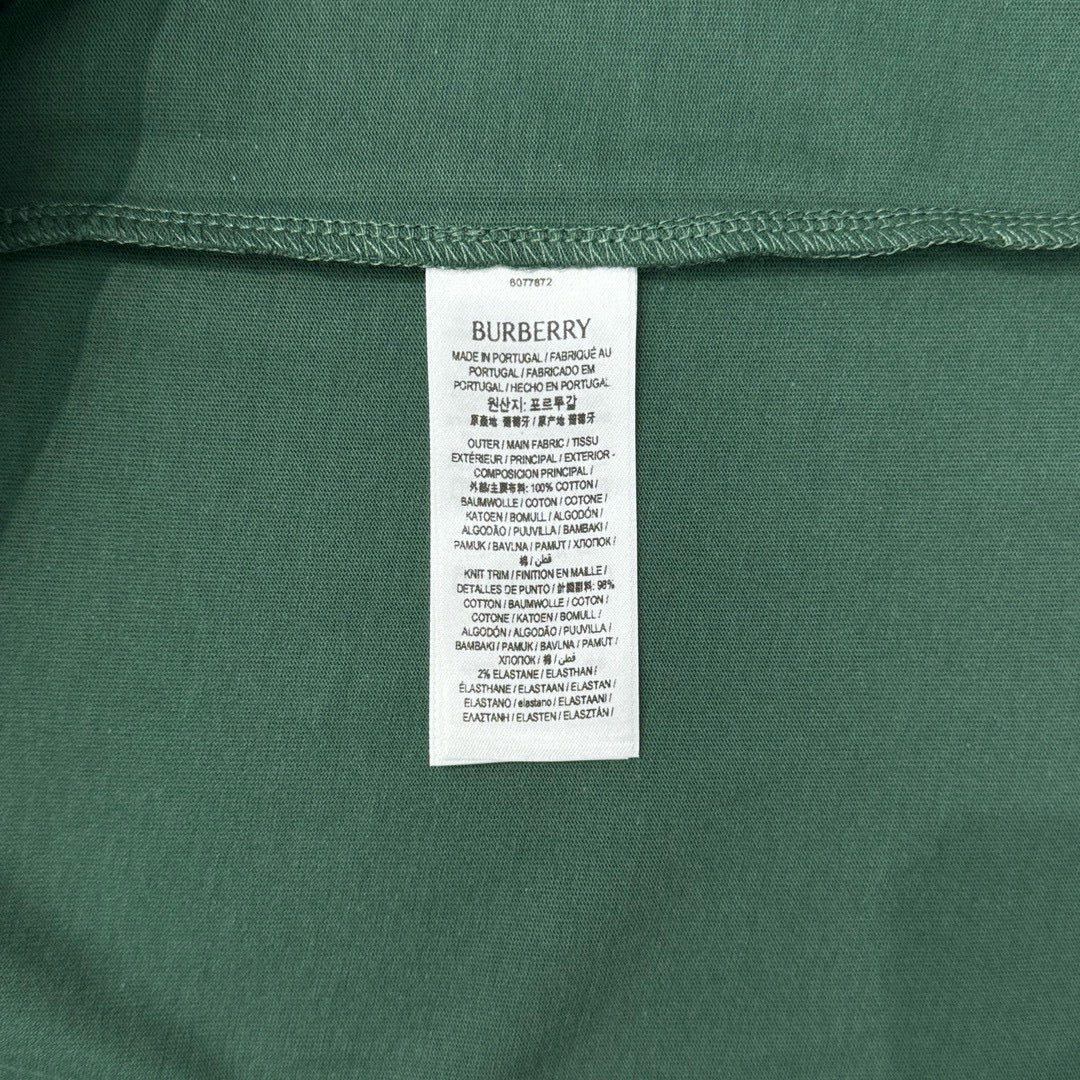 6077872
BURBERRY
MADE IN PORTUGAL / FABRIQUÉ AU
PORTUGAL / FABRICADO EM
PORTUGAL / HECHO EN PORTUGAL
원산지: 포르투갈
原產地 葡萄牙 / 原产地 葡萄牙
OUTER / MAIN FABRIC / TISSU
EXTÉRIEUR / PRINCIPAL / EXTERIOR -
COMPOSICION PRINCIPAL /
外部/主要布料: 100% COTTON /
BAUMWOLLE / COTON / COTONE /
KATOEN / BOMULL / ALGODÓN /
ALGODÃO / PUUVILLA / BAMBAKI /
PAMUK / BAVLNA / PAMUT / ХЛОПОК /
棉 / قطن
KNIT TRIM / FINITION EN MAILLE /
DETALLES DE PUNTO / 針織副料: 98%
COTTON / BAUMWOLLE / COTON /
COTONE / KATOEN / BOMULL /
ALGODÓN / ALGODÃO / PUUVILLA /
BAMBAKI / PAMUK / BAVLNA / PAMUT /
ХЛОПОК / 棉 / قطن
2% ELASTANE / ELASTHAN /
ÉLASTHANE / ELASTAAN / ELASTAN /
ELASTANO / elastano / ELASTAANI /
ΕΛΑΣΤΑΝΗ / ELASTEN / ELASZTÁN /